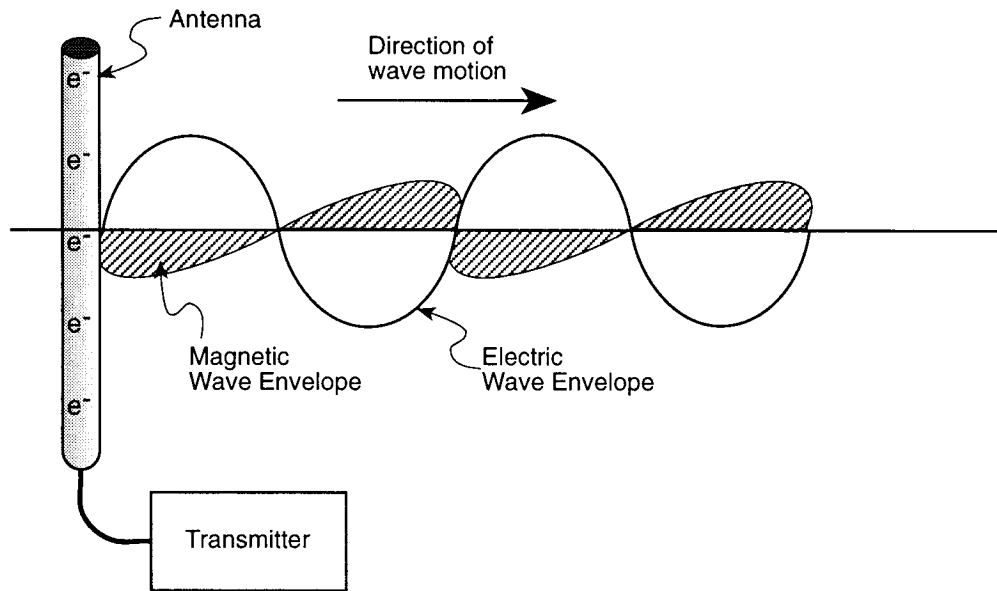 Antenna
Direction of
wave motion
e-
e-
e-
e-
e-
Magnetic
Wave Envelope
Electric
Wave Envelope
Transmitter